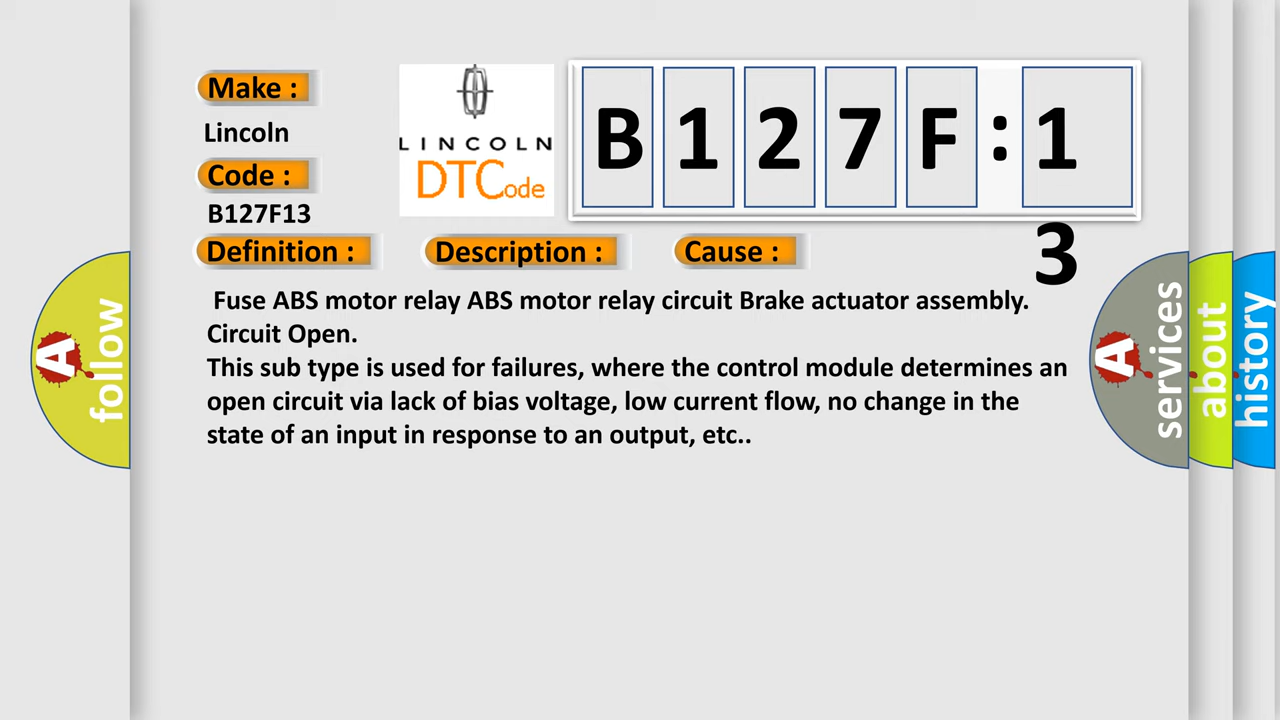 Make :
Lincoln
Code :
B127F13
LINCOLN
DTCode
B127F:1
3
Definition :
Description :
Cause :
Fuse ABS motor relay ABS motor relay circuit Brake actuator assembly.
Circuit Open.
This sub type is used for failures, where the control module determines an
open circuit via lack of bias voltage, low current flow, no change in the
state of an input in response to an output, etc..
A follow
A services
about
history